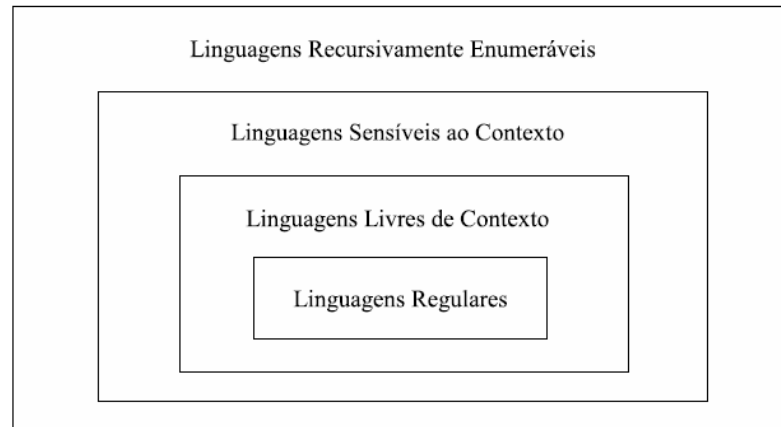 Linguagens Recursivamente Enumeráveis
Linguagens Sensíveis ao Contexto
Linguagens Livres de Contexto
Linguagens Regulares